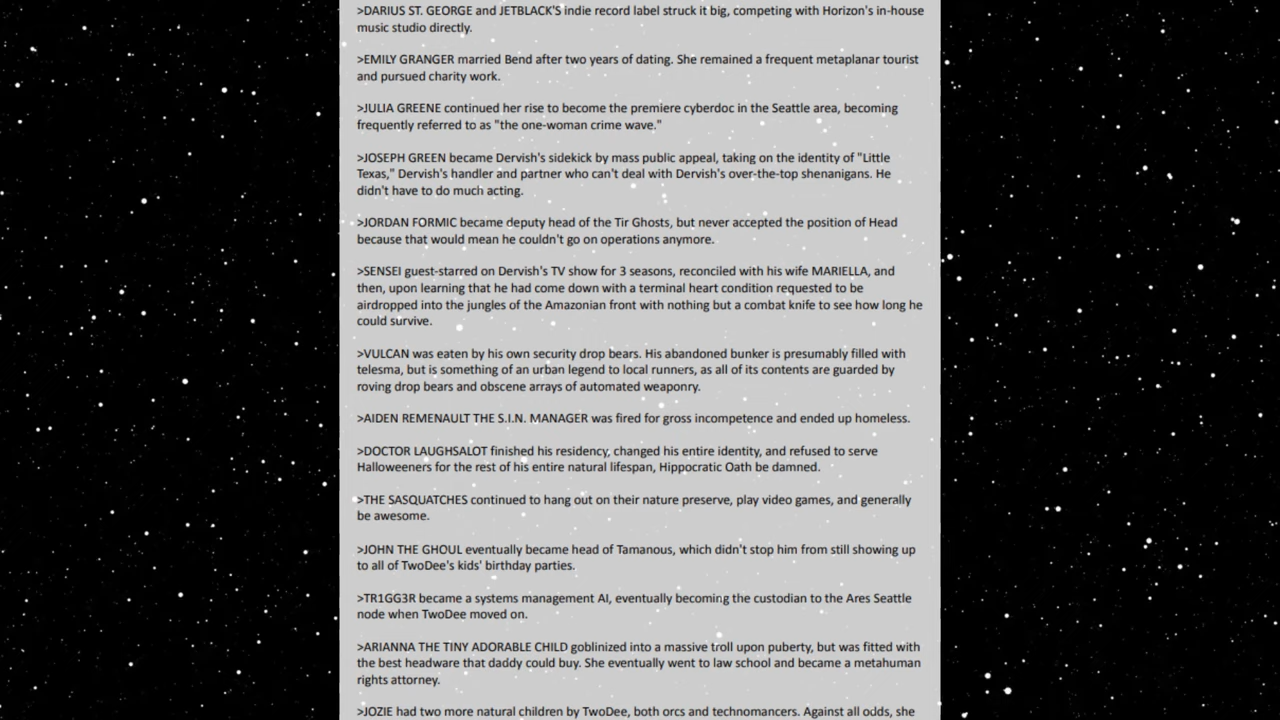 >DARIUS ST. GEORGE and JETBLACK'S indie record label struck it big, competing with Horizon's in-house
music studio directly.
>EMILY GRANGER married Bend after two years of dating. She remained a frequent metaplanar tourist
and pursued charity work.
>JULIA GREENE continued her rise to become the premiere cyberdoc in the Seattle area, becoming
frequently referred to as "the one-woman crime wave."
>JOSEPH GREEN became Dervish's sidekick by mass public appeal, taking on the identity of "Little
Texas," Dervish's handler and partner who can't deal with Dervish's over-the-top shenanigans. He
didn't have to do much acting.
>JORDAN FORMIC became deputy head of the Tir Ghosts, but never accepted the position of Head
because that would mean he couldn't go on operations anymore.
>SENSEI guest-starred on Dervish's TV show for 3 seasons, reconciled with his wife MARIELLA, and
then, upon learning that he had come down with a terminal heart condition requested to be
airdropped into the jungles of the Amazonian front with nothing but a combat knife to see how long he
could survive.
>VULCAN was eaten by his own security drop bears. His abandoned bunker is presumably filled with
telesma, but is something of an urban legend to local runners, as all of its contents are guarded by
roving drop bears and obscene arrays of automated weaponry.
>AIDEN REMENAULT THE S.I.N. MANAGER was fired for gross incompetence and ended up homeless.
>DOCTOR LAUGHSALOT finished his residency, changed his entire identity, and refused to serve
Halloweeners for the rest of his entire natural lifespan, Hippocratic Oath be damned.
>THE SASQUATCHES continued to hang out on their nature preserve, play video games, and generally
be awesome.
>JOHN THE GHOUL eventually became head of Tamanous, which didn't stop him from still showing up
to all of TwoDee's kids' birthday parties.
>TR1GG3R became a systems management AI, eventually becoming the custodian to the Ares Seattle
node when TwoDee moved on.
>ARIANNA THE TINY ADORABLE CHILD goblinized into a massive troll upon puberty, but was fitted with
the best headware that daddy could buy. She eventually went to law school and became a metahuman
rights attorney.
>JOZIE had two more natural children by TwoDee, both orcs and technomancers. Against all odds, she